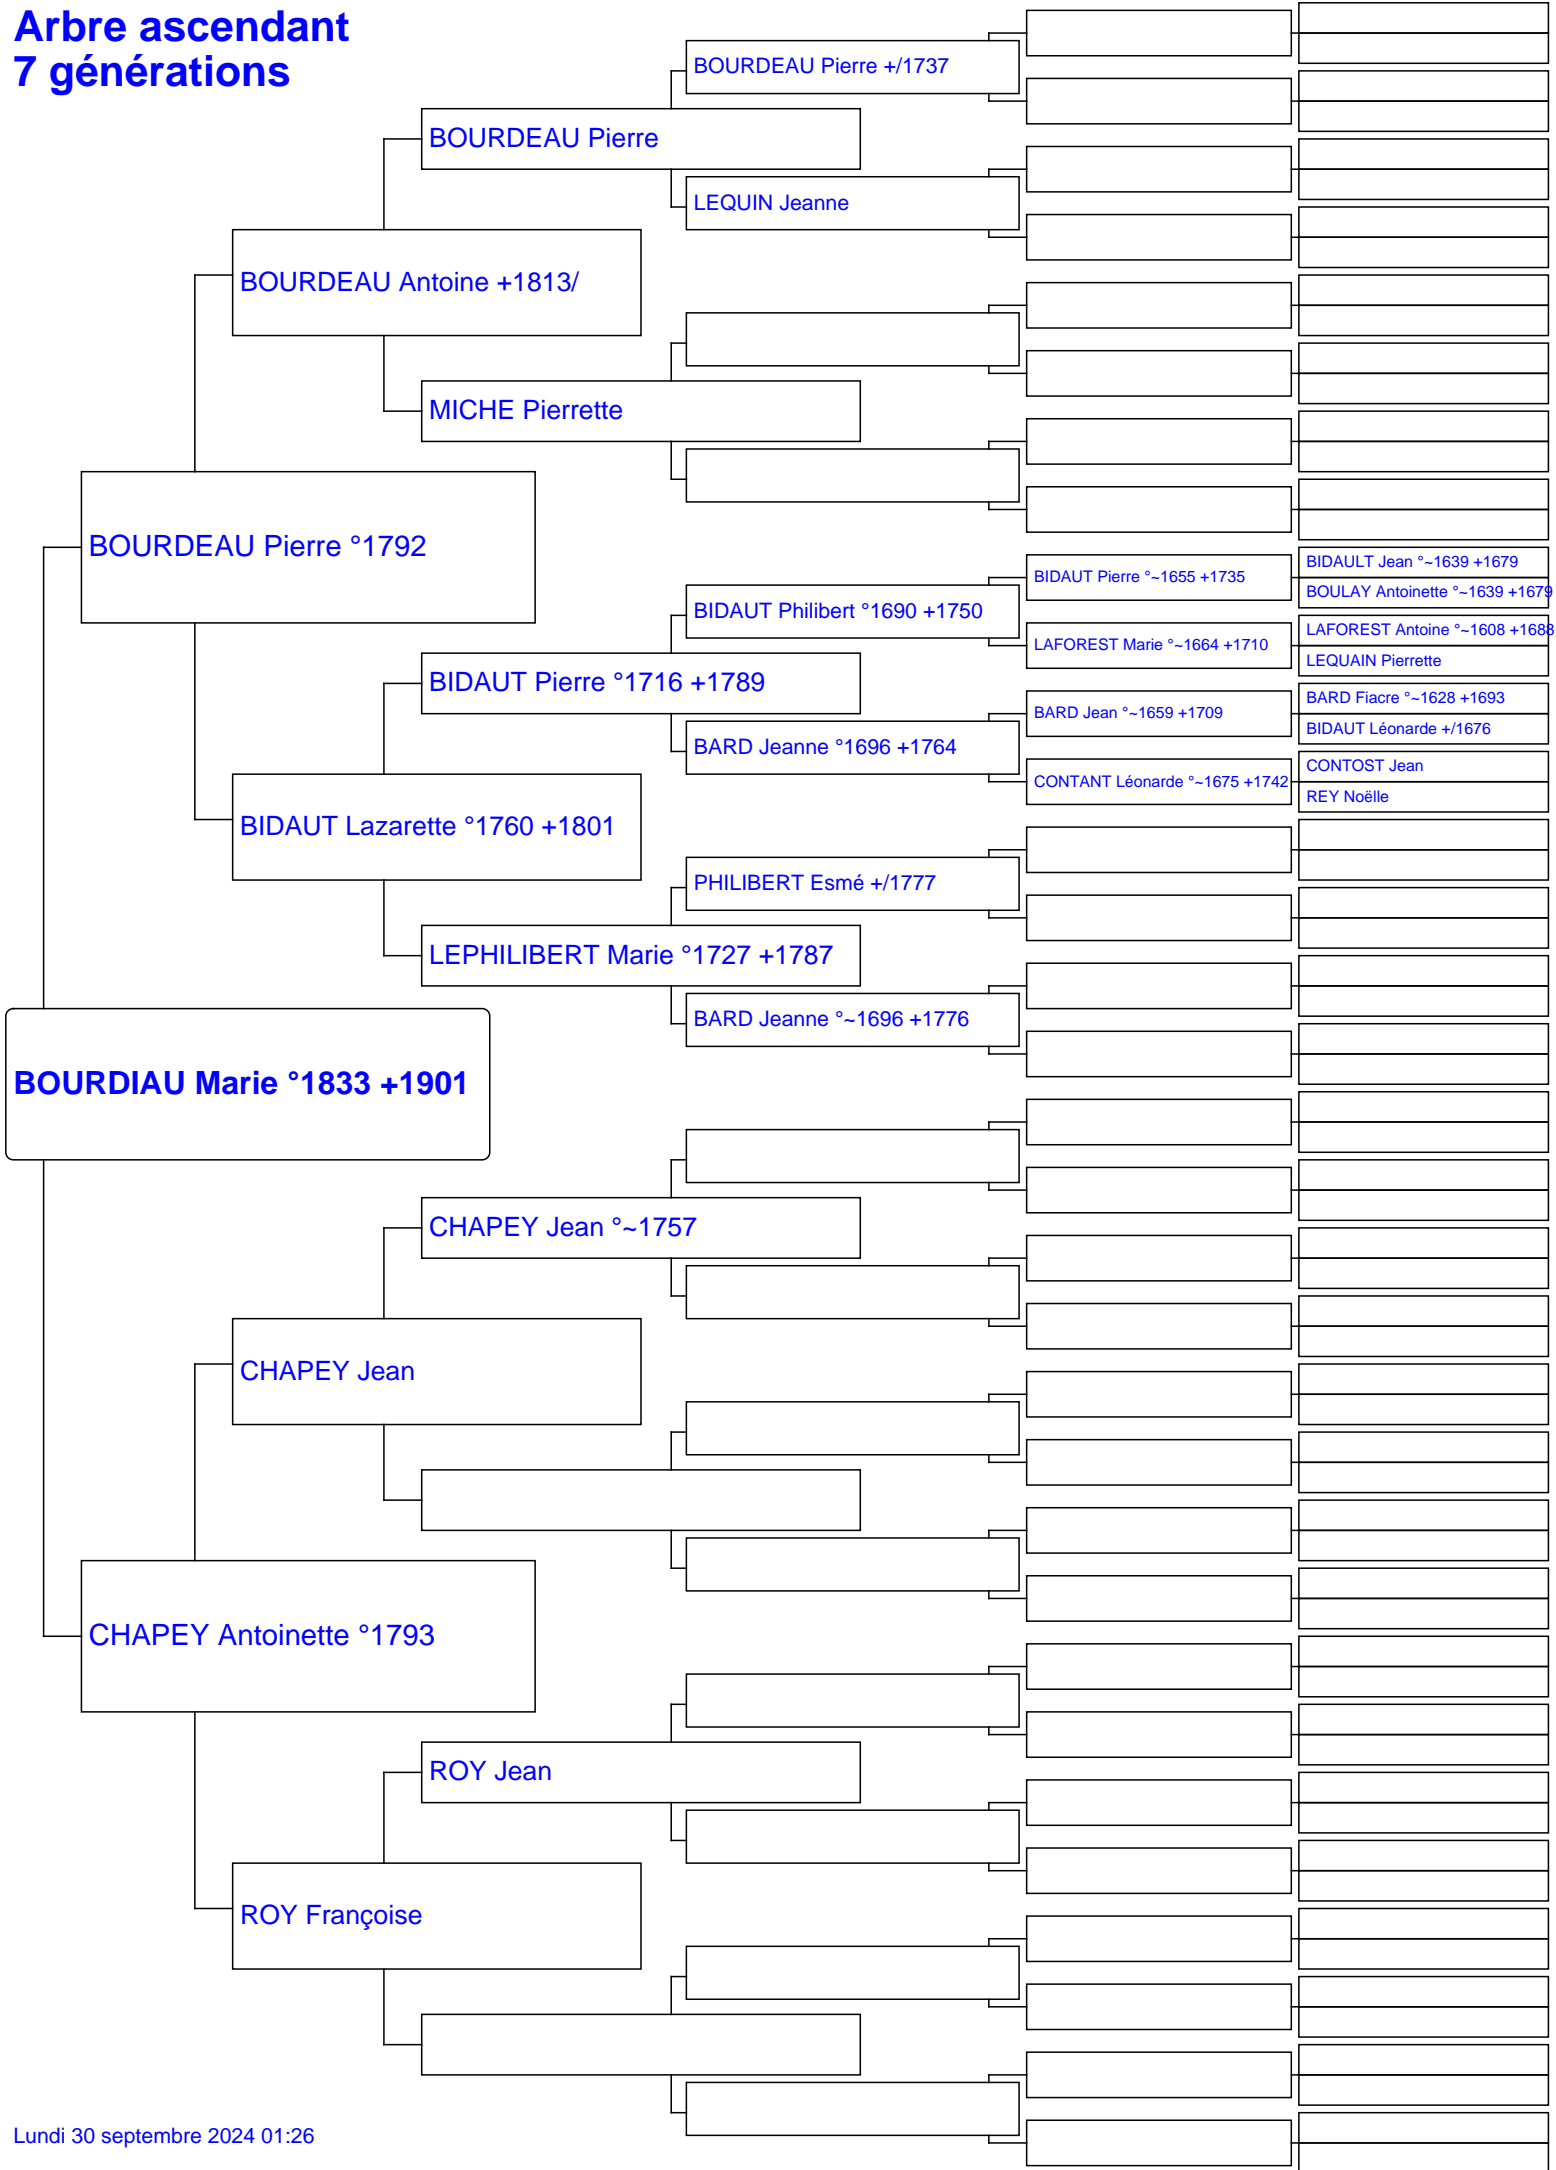 Arbre ascendant
7 générations
BOURDEAU Pierre +/1737
BOURDEAU Pierre
LEQUIN Jeanne
BOURDEAU Antoine +1813/
MICHE Pierrette
BOURDEAU Pierre °1792
BIDAULT Jean °~1639 +1679
BIDAUT Pierre °~1655 +1735
BOULAY Antoinette °~1639 +1679
BIDAUT Philibert °1690 +1750
LAFOREST Antoine °~1608 +1688
LAFOREST Marie °~1664 +1710
LEQUAIN Pierrette
BIDAUT Pierre °1716 +1789
BARD Fiacre °~1628 +1693
BARD Jean °~1659 +1709
BIDAUT Léonarde +/1676
BARD Jeanne °1696 +1764
CONTOST Jean
CONTANT Léonarde °~1675 +1742
REY Noëlle
BIDAUT Lazarette °1760 +1801
PHILIBERT Esmé +/1777
LEPHILIBERT Marie °1727 +1787
BARD Jeanne °~1696 +1776
BOURDIAU Marie °1833 +1901
CHAPEY Jean °~1757
CHAPEY Jean
CHAPEY Antoinette °1793
ROY Jean
ROY Françoise
Lundi 30 septembre 2024 01:26